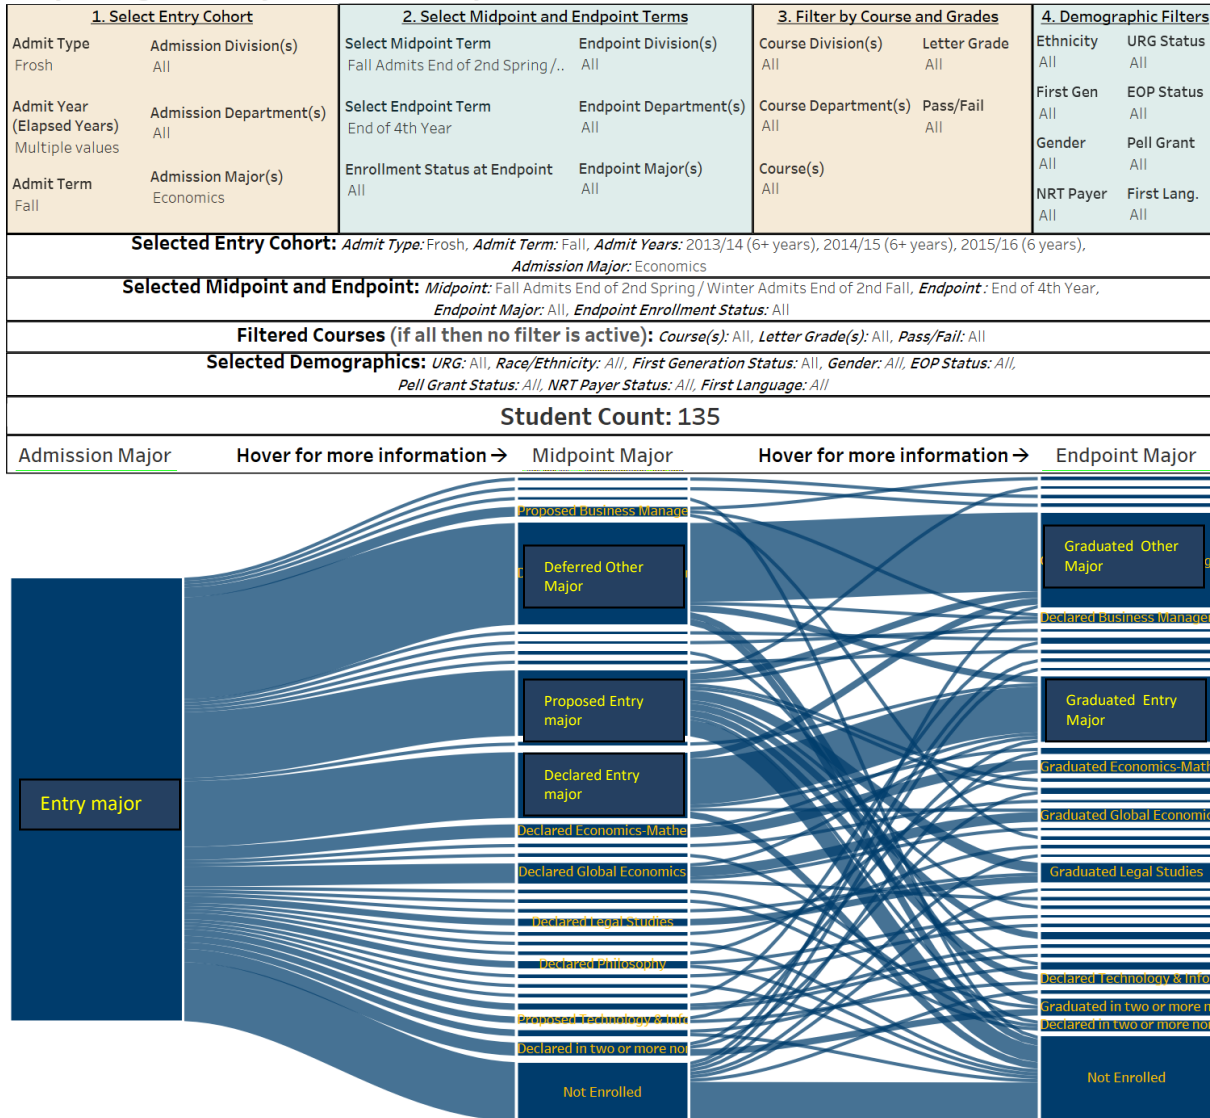 1. Select Entry Cohort
Admit Type
Frosh
Admission Division(s)
All
Admit Year
(Elapsed Years)
Multiple values
Admission Department(s)
All
Admit Term
Fall
Admission Major(s)
Economics
2. Select Midpoint and Endpoint Terms
Select Midpoint Term
Fall Admits End of 2nd Spring /..
Endpoint Division(s)
All
Select Endpoint Term
End of 4th Year
Endpoint Department(s)
All
Enrollment Status at Endpoint
All
Endpoint Major(s)
All
3. Filter by Course and Grades
Course Division(s)
All
Letter Grade
All
Course Department(s)
All
Pass/Fail
All
Course(s)
All
4. Demographic Filters
Ethnicity
All
URG Status
All
First Gen
All
EOP Status
All
Gender
All
Pell Grant
All
NRT Payer
All
First Lang.
All
Selected Entry Cohort: Admit Type: Frosh, Admit Term: Fall, Admit Years: 2013/14 (6+ years), 2014/15 (6+ years), 2015/16 (6 years),
Admission Major: Economics
Selected Midpoint and Endpoint: Midpoint: Fall Admits End of 2nd Spring / Winter Admits End of 2nd Fall, Endpoint : End of 4th Year,
Endpoint Major: All, Endpoint Enrollment Status: All
Filtered Courses (if all then no filter is active): Course(s): All, Letter Grade(s): All, Pass/Fail: All
Selected Demographics: URG: All, Race/Ethnicity: All, First Generation Status: All, Gender: All, EOP Status: All,
Pell Grant Status: All, NRT Payer Status: All, First Language: All
Student Count: 135
Admission Major
Hover for more information →
Midpoint Major
Hover for more information →
Endpoint Major
Entry major
Proposed Business Manage
Deferred Other
Major
Proposed Entry
major
Declared Entry
major
Declared Economics-Mathe
Declared Global Economics
Declared Legal Studies
Declared Philosophy
Proposed Technology & Info
Declared in two or more nor
Not Enrolled
Graduated Other
Major
Declared Business Manager
Graduated Entry
Major
Graduated Economics-Math
Graduated Global Economic
Graduated Legal Studies
Declared Technology & Info
Graduated in two or more n
Declared in two or more nor
Not Enrolled